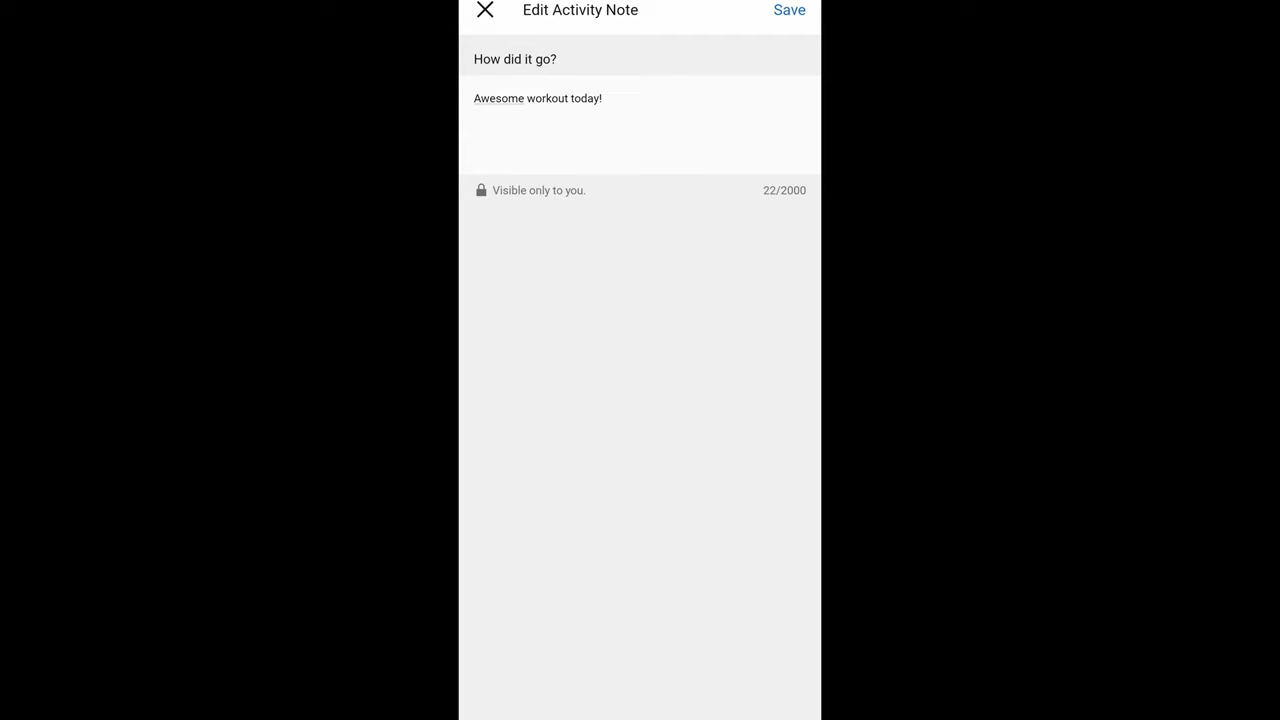 Edit Activity Note
Save
How did it go?
Awesome workout today!
Visible only to you.
22/2000